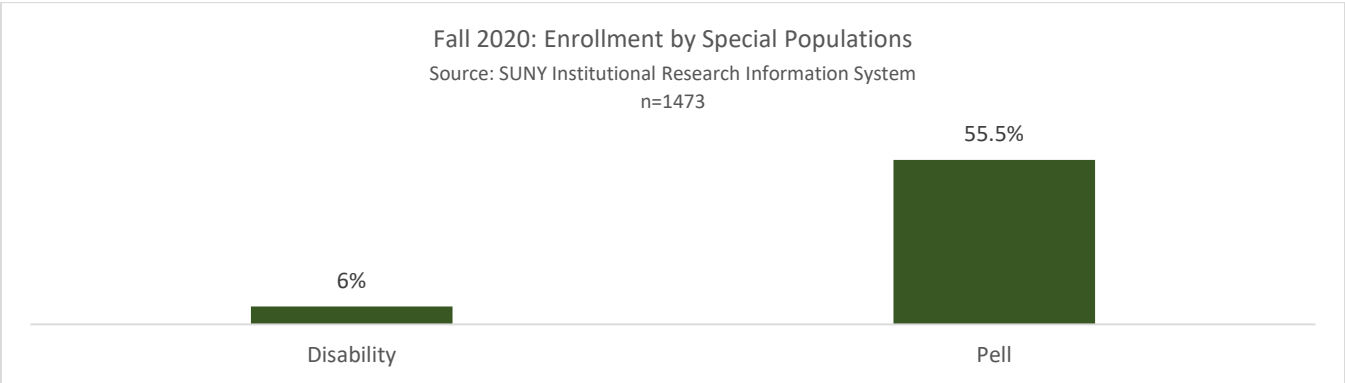 Fall 2020: Enrollment by Special Populations
Source: SUNY Institutional Research Information System
n=1473
55.5%
6%
Disability
Pell